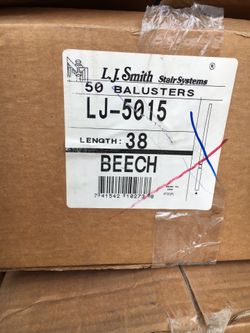 L.J. Smith Stair Systems ®
50 BALUSTERS
LJ-5015
LENGTH: 38
BEECH